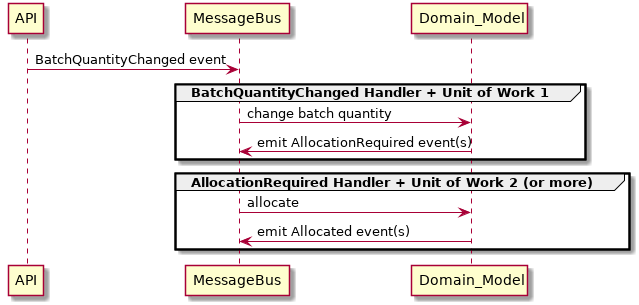 API
MessageBus
Domain_Model
BatchQuantityChanged event
BatchQuantityChanged Handler + Unit of Work 1
change batch quantity
emit AllocationRequired event(s)
AllocationRequired Handler + Unit of Work 2 (or more)
allocate
emit Allocated event(s)
API
MessageBus
Domain_Model